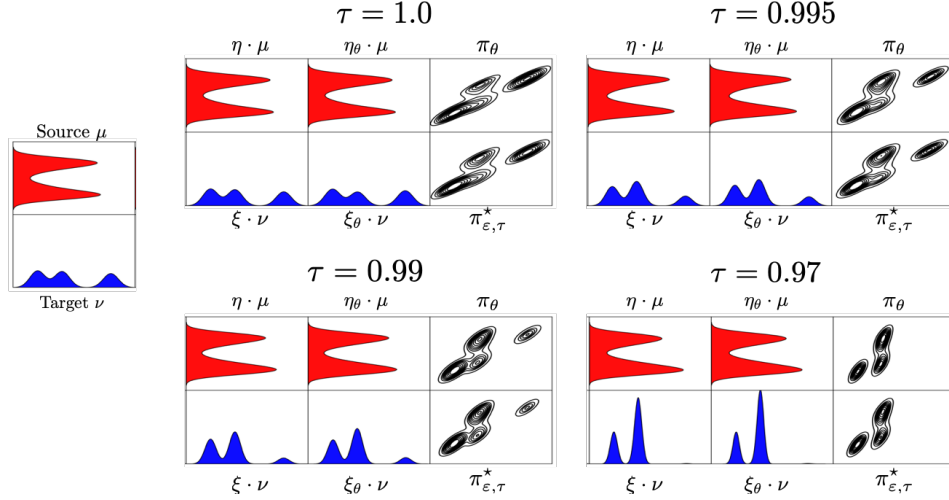 τ = 1.0
η · μ
η_θ · μ
π_θ
ξ · ν
ξ_θ · ν
π*_{ε,τ}
τ = 0.995
η · μ
η_θ · μ
π_θ
ξ · ν
ξ_θ · ν
π*_{ε,τ}
Source μ
Target ν
τ = 0.99
η · μ
η_θ · μ
π_θ
ξ · ν
ξ_θ · ν
π*_{ε,τ}
τ = 0.97
η · μ
η_θ · μ
π_θ
ξ · ν
ξ_θ · ν
π*_{ε,τ}